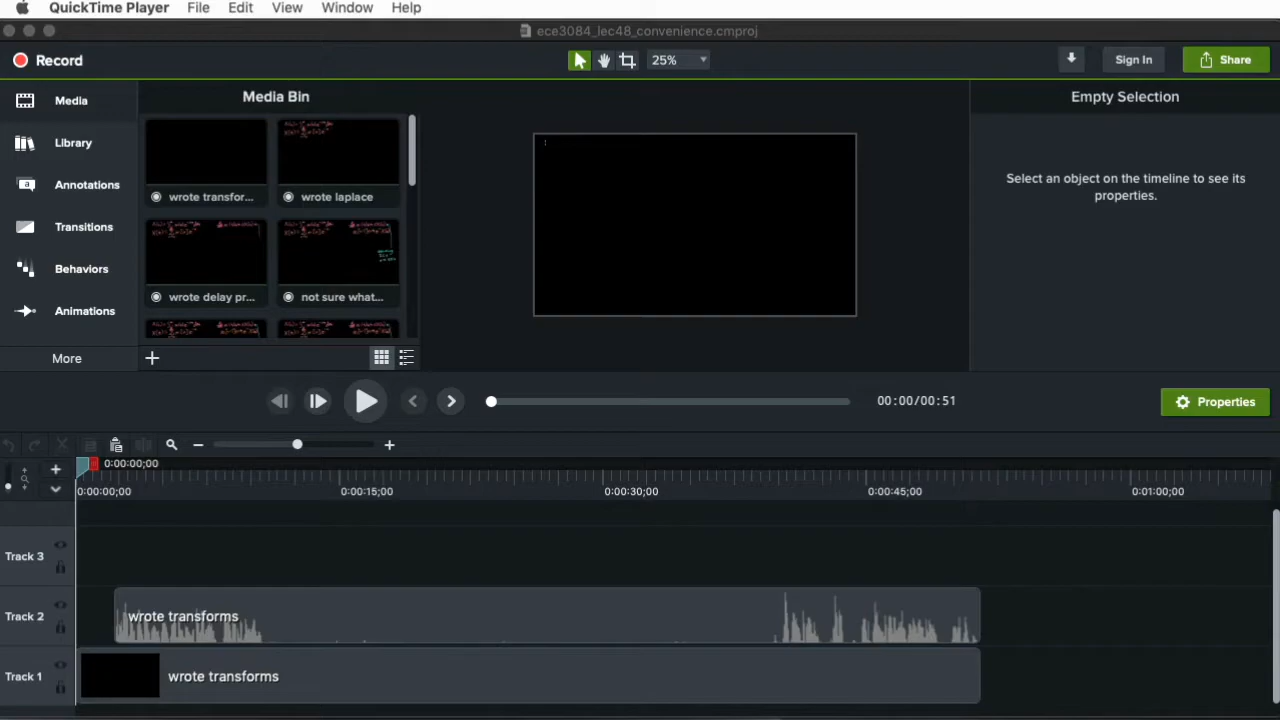 QuickTime Player File Edit View Window Help
ece3084_lec48_convenience.cmproj
Record
25%
Sign In
Share
Media
Library
Annotations
Transitions
Behaviors
Animations
More
Media Bin
wrote transfor...
wrote laplace
wrote delay pr...
not sure what...
Empty Selection
Select an object on the timeline to see its
properties.
00:00/00:51
Properties
0:00:00;00
0:00:00;00 0:00:15;00 0:00:30;00 0:00:45;00 0:01:00;00
Track 3
Track 2
wrote transforms
Track 1
wrote transforms